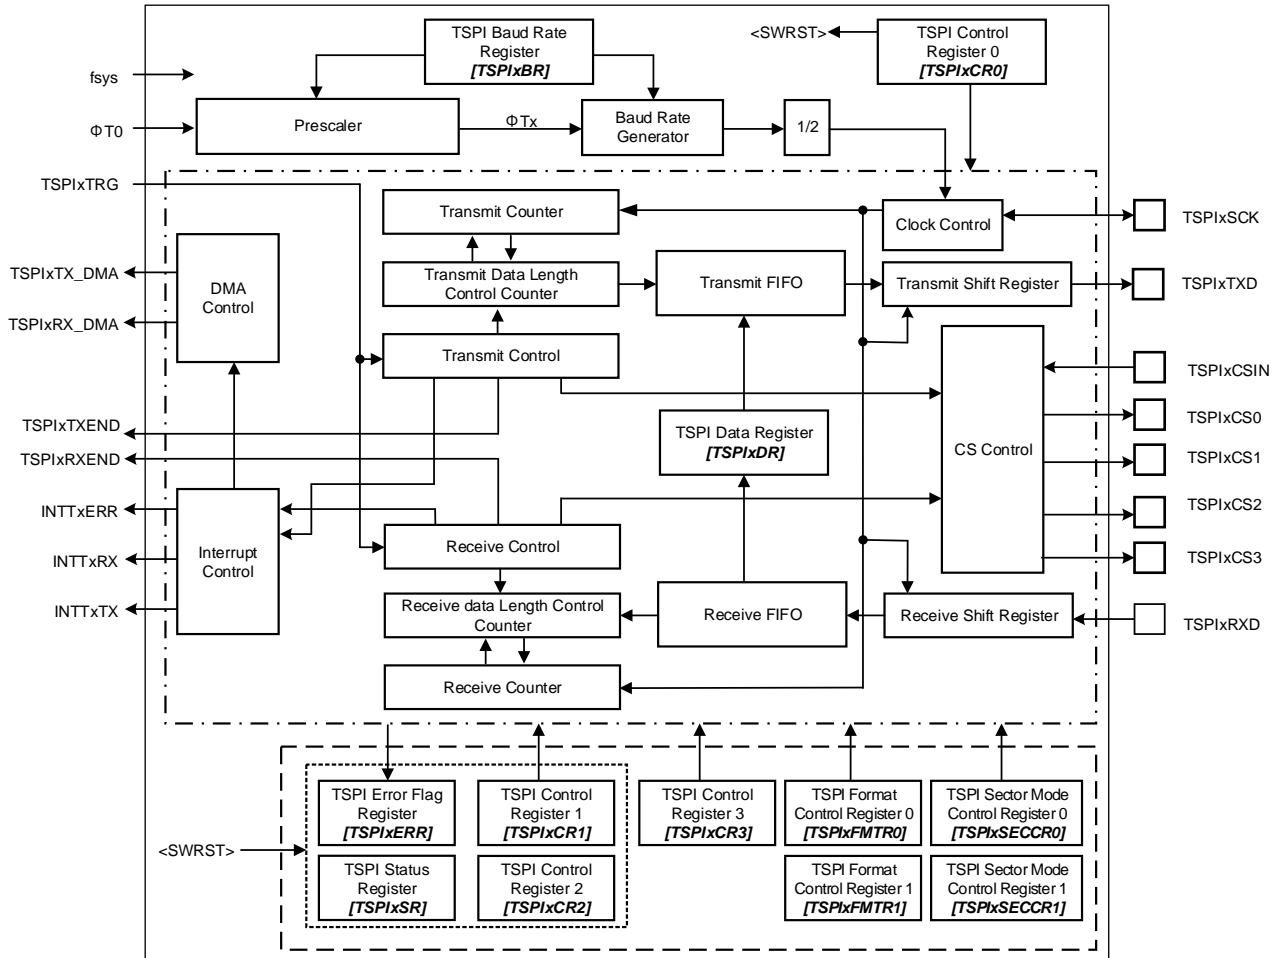 TSPI Baud Rate
Register
[TSPIxBR]
<SWRST>
TSPI Control
Register 0
[TSPIxCR0]
fsys
ΦT0
Prescaler
ΦTx
Baud Rate
Generator
1/2
TSPIxTRG
Transmit Counter
Clock Control
TSPIxSCK
TSPIxTX_DMA
TSPIxRX_DMA
DMA
Control
Transmit Data Length
Control Counter
Transmit FIFO
Transmit Shift Register
TSPIxTXD
Transmit Control
TSPIxCSIN
TSPIxCS0
TSPIxCS1
TSPIxCS2
TSPIxCS3
CS Control
TSPIxTXEND
TSPIxRXEND
TSPI Data Register
[TSPIxDR]
INTTxERR
INTTxRX
INTTxTX
Interrupt
Control
Receive Control
Receive data Length Control
Counter
Receive FIFO
Receive Shift Register
TSPIxRXD
Receive Counter
<SWRST>
TSPI Error Flag
Register
[TSPIxERR]
TSPI Control
Register 1
[TSPIxCR1]
TSPI Control
Register 3
[TSPIxCR3]
TSPI Format
Control Register 0
[TSPIxFMTR0]
TSPI Sector Mode
Control Register 0
[TSPIxSECCR0]
TSPI Status
Register
[TSPIxSR]
TSPI Control
Register 2
[TSPIxCR2]
TSPI Format
Control Register 1
[TSPIxFMTR1]
TSPI Sector Mode
Control Register 1
[TSPIxSECCR1]